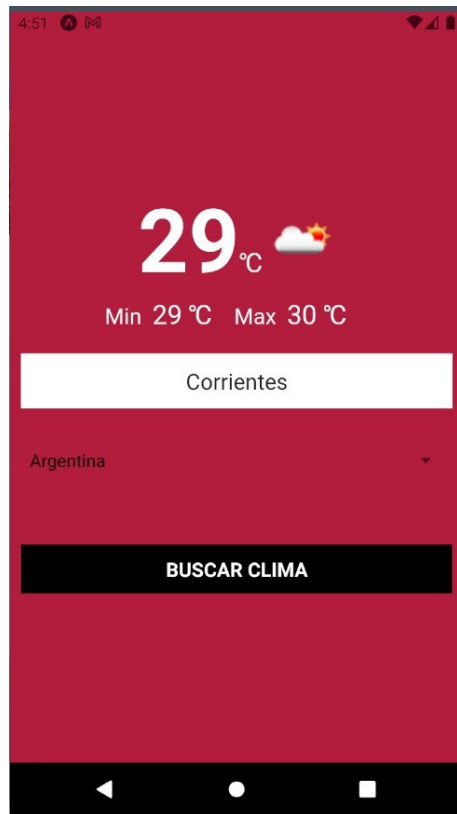 4:51
29 ℃
Min 29 ℃ Max 30 ℃
Corrientes
Argentina
BUSCAR CLIMA